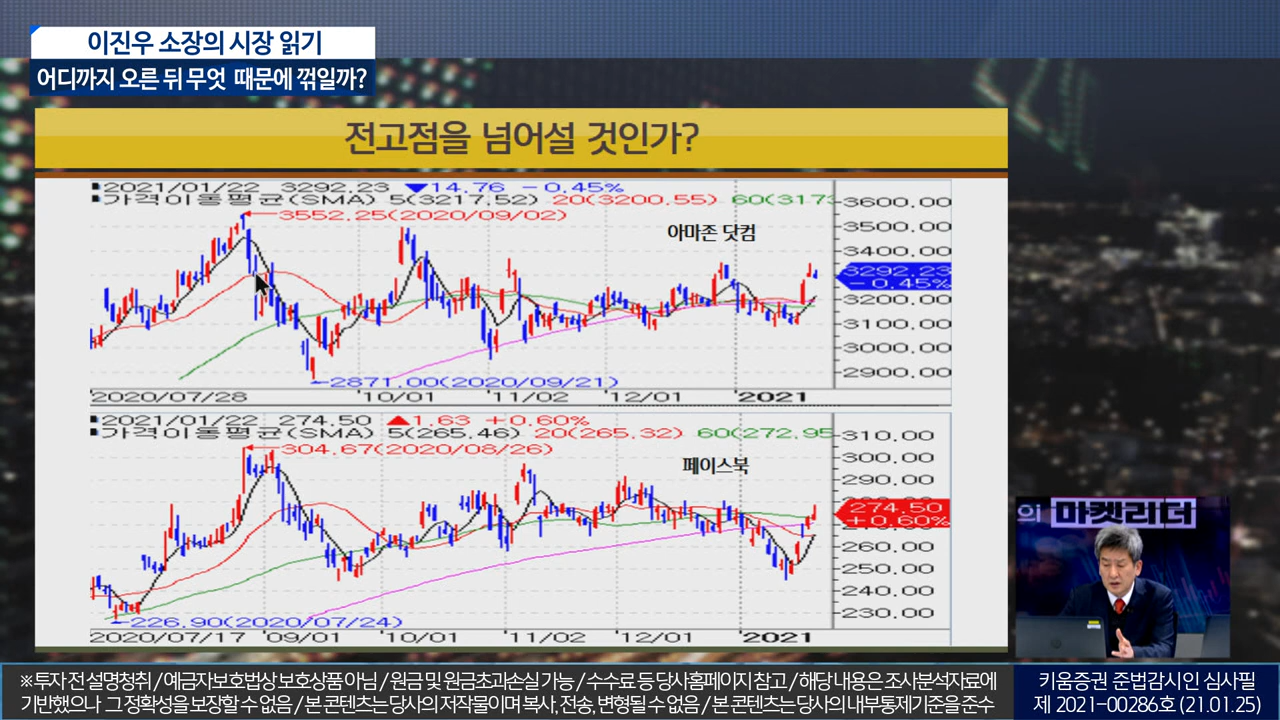 이진우 소장의 시장 읽기
어디까지 오른 뒤 무엇 때문에 꺾일까?
전고점을 넘어설 것인가?
2021/01/22 3292.23 ▼14.76 -0.45%
가격이동평균(SMA) 5(3217.52) 20(3200.55) 60(317
3552.25(2020/09/02)
아마존 닷컴
3600.00
3500.00
3400.00
3292.23
-0.45%
3200.00
3100.00
3000.00
2900.00
2871.00(2020/09/21)
2020/07/28 10/01 11/02 12/01 2021
2021/01/22 274.50 ▲1.63 +0.60%
가격이동평균(SMA) 5(265.46) 20(265.32) 60(272.95
304.67(2020/08/26)
페이스북
310.00
300.00
290.00
274.50
+0.60%
260.00
250.00
240.00
230.00
226.90(2020/07/24)
2020/07/17 09/01 10/01 11/02 12/01 2021
의 마켓리더
※투자 전 설명청취 / 예금자보호법상 보호상품 아님 / 원금 및 원금초과손실 가능 / 수수료 등 당사홈페이지 참고 / 해당 내용은 조사분석자료에
기반했으나 그 정확성을 보장할 수 없음 / 본 콘텐츠는 당사의 저작물이며 복사, 전송, 변형될 수 없음 / 본 콘텐츠는 당사의 내부통제기준을 준수
키움증권 준법감시인 심사필
제 2021-00286호 (21.01.25)